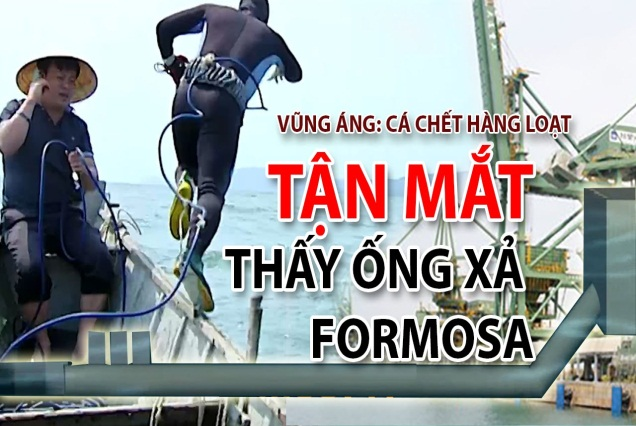 VŨNG ÁNG: CÁ CHẾT HÀNG LOẠT
TẬN MẮT
THẤY ỐNG XẢ
FORMOSA